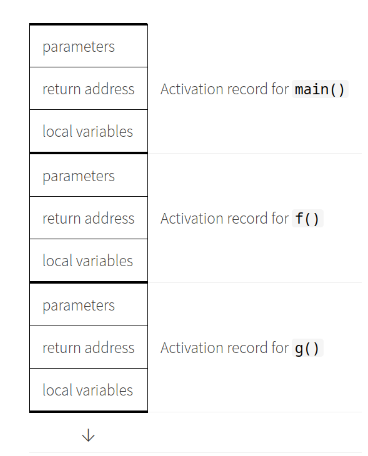 parameters
return address Activation record for main()
local variables
parameters
return address Activation record for f()
local variables
parameters
return address Activation record for g()
local variables
↓